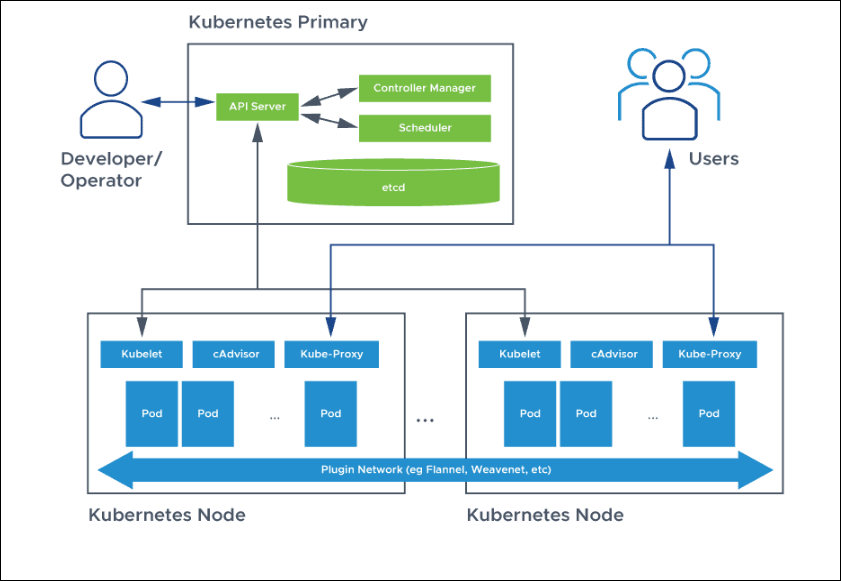 Kubernetes Primary
API Server
Controller Manager
Scheduler
etcd
Developer/
Operator
Users
Kubelet
cAdvisor
Kube-Proxy
Pod
Pod
...
Pod
...
Kubelet
cAdvisor
Kube-Proxy
Pod
Pod
...
Pod
Plugin Network (eg Flannel, Weavenet, etc)
Kubernetes Node
Kubernetes Node